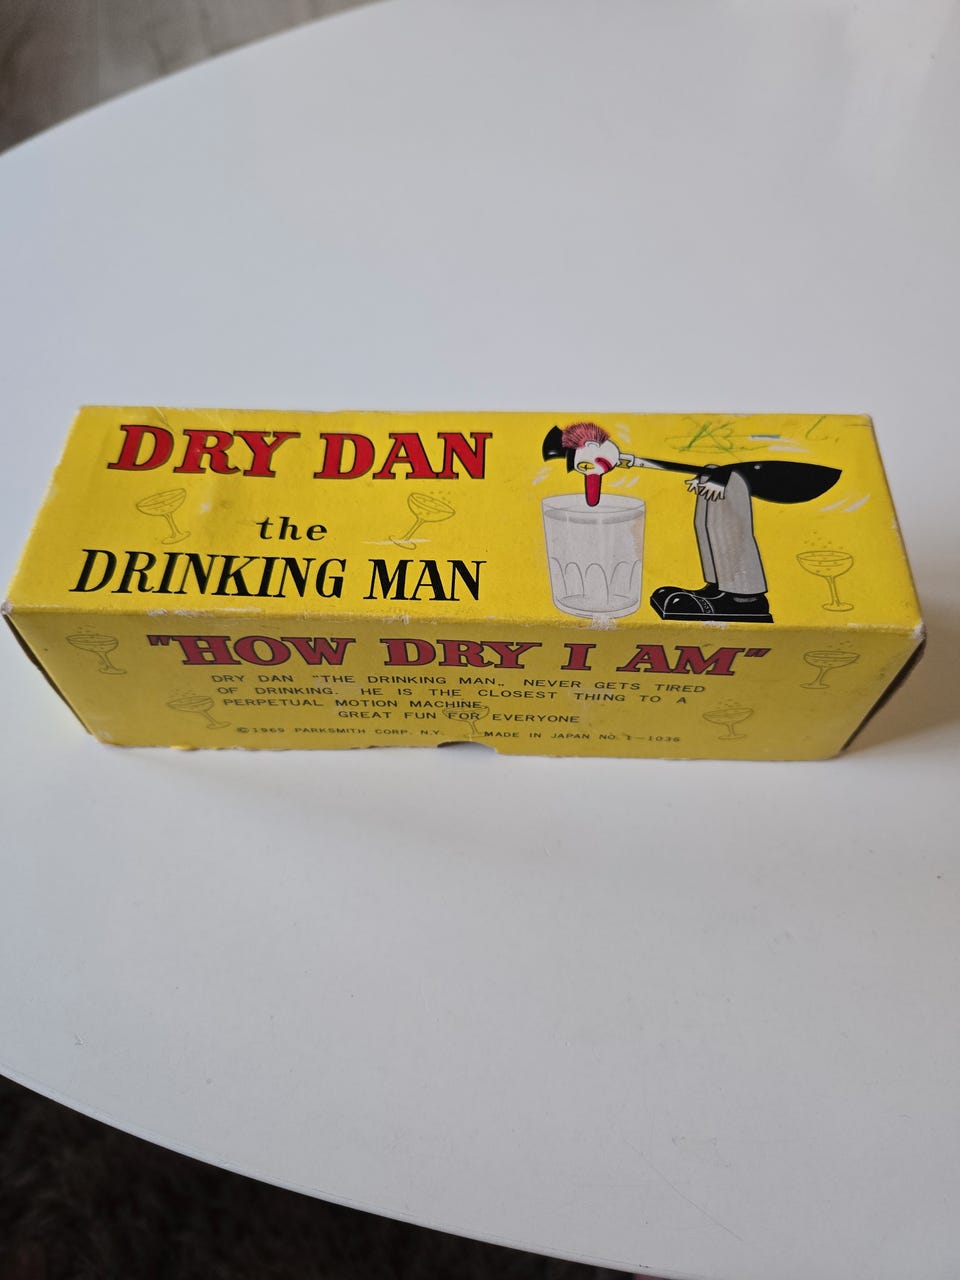 DRY DAN
the
DRINKING MAN
"HOW DRY I AM"
DRY DAN "THE DRINKING MAN„ NEVER GETS TIRED
OF DRINKING. HE IS THE CLOSEST THING TO A
PERPETUAL MOTION MACHINE.
GREAT FUN FOR EVERYONE
©1969 PARKSMITH CORP. N.Y. MADE IN JAPAN NO. 1-1036